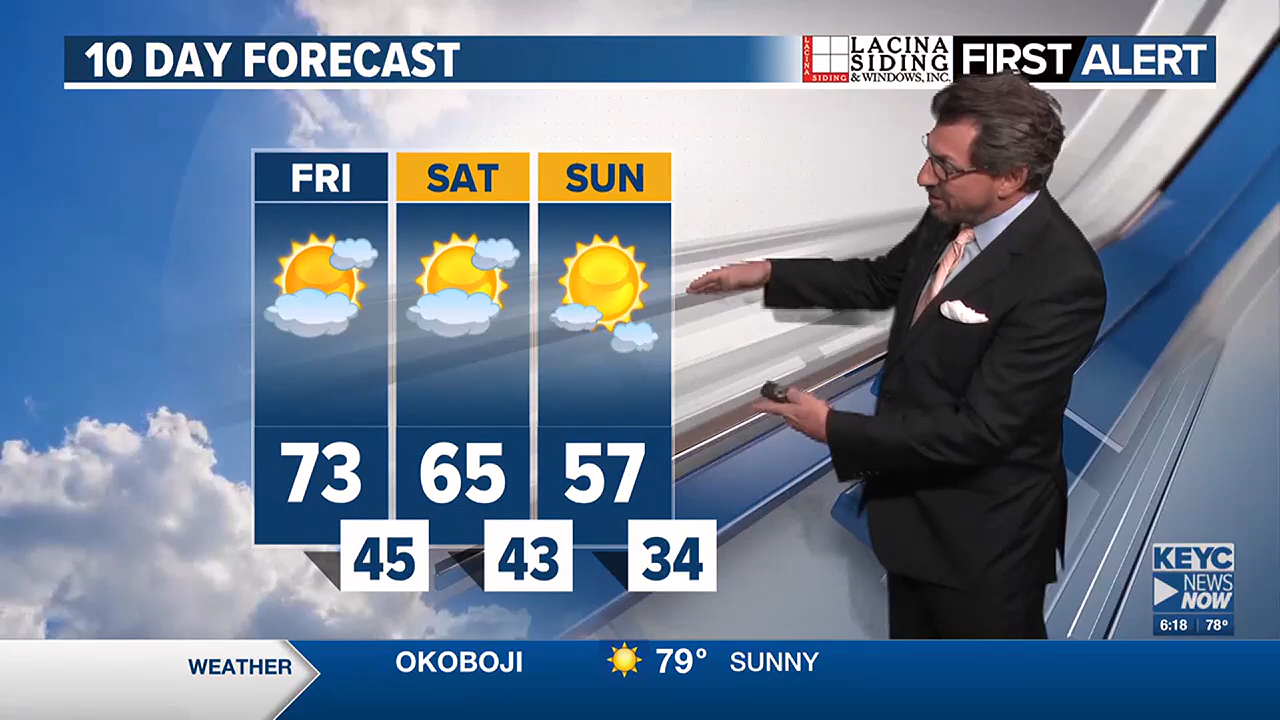 10 DAY FORECAST
LACINA
SIDING
LACINA
SIDING
& WINDOWS, INC.
FIRST ALERT
FRI SAT SUN
73 65 57
45 43 34
KEYC
NEWS
NOW
6:18 78°
WEATHER OKOBOJI 79° SUNNY